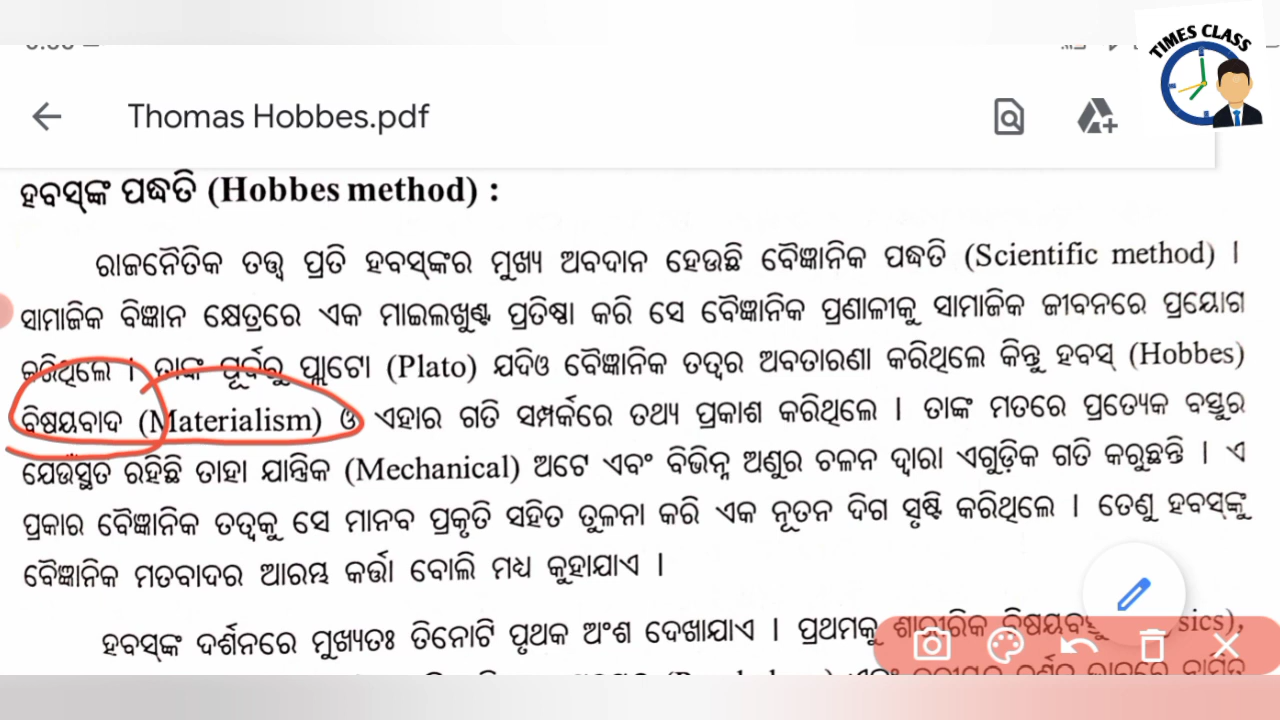 TIMES CLASS
Thomas Hobbes.pdf
ହବସ୍‌ଙ୍କ ପଦ୍ଧତି (Hobbes method) :
ରାଜନୈତିକ ତତ୍ତ୍ୱ ପ୍ରତି ହବସ୍‌ଙ୍କର ମୁଖ୍ୟ ଅବଦାନ ହେଉଛି ବୈଜ୍ଞାନିକ ପଦ୍ଧତି (Scientific method) ।
ସାମାଜିକ ବିଜ୍ଞାନ କ୍ଷେତ୍ରରେ ଏକ ମାଇଲଖୁଣ୍ଟ ପ୍ରତିଷ୍ଠା କରି ସେ ବୈଜ୍ଞାନିକ ପ୍ରଣାଳୀକୁ ସାମାଜିକ ଜୀବନରେ ପ୍ରୟୋଗ
କରିଥିଲେ । ତାଙ୍କ ପୂର୍ବରୁ ପ୍ଲାଟୋ (Plato) ଯଦିଓ ବୈଜ୍ଞାନିକ ତତ୍ୱର ଅବତାରଣା କରିଥିଲେ କିନ୍ତୁ ହବସ୍ (Hobbes)
ବିଷୟବାଦ (Materialism) ଓ ଏହାର ଗତି ସମ୍ପର୍କରେ ତଥ୍ୟ ପ୍ରକାଶ କରିଥିଲେ । ତାଙ୍କ ମତରେ ପ୍ରତ୍ୟେକ ବସ୍ତୁର
ଯେଉଁସ୍ଥିତ ରହିଛି ତାହା ଯାନ୍ତ୍ରିକ (Mechanical) ଅଟେ ଏବଂ ବିଭିନ୍ନ ଅଣୁର ଚଳନ ଦ୍ୱାରା ଏଗୁଡ଼ିକ ଗତି କରୁଛନ୍ତି । ଏ
ପ୍ରକାର ବୈଜ୍ଞାନିକ ତତ୍ୱକୁ ସେ ମାନବ ପ୍ରକୃତି ସହିତ ତୁଳନା କରି ଏକ ନୂତନ ଦିଗ ସୃଷ୍ଟି କରିଥିଲେ । ତେଣୁ ହବସ୍‌ଙ୍କୁ
ବୈଜ୍ଞାନିକ ମତବାଦର ଆରମ୍ଭ କର୍ତ୍ତା ବୋଲି ମଧ୍ୟ କୁହାଯାଏ ।
ହବସ୍‌ଙ୍କ ଦର୍ଶନରେ ମୁଖ୍ୟତଃ ତିନୋଟି ପୃଥକ ଅଂଶ ଦେଖାଯାଏ । ପ୍ରଥମକୁ